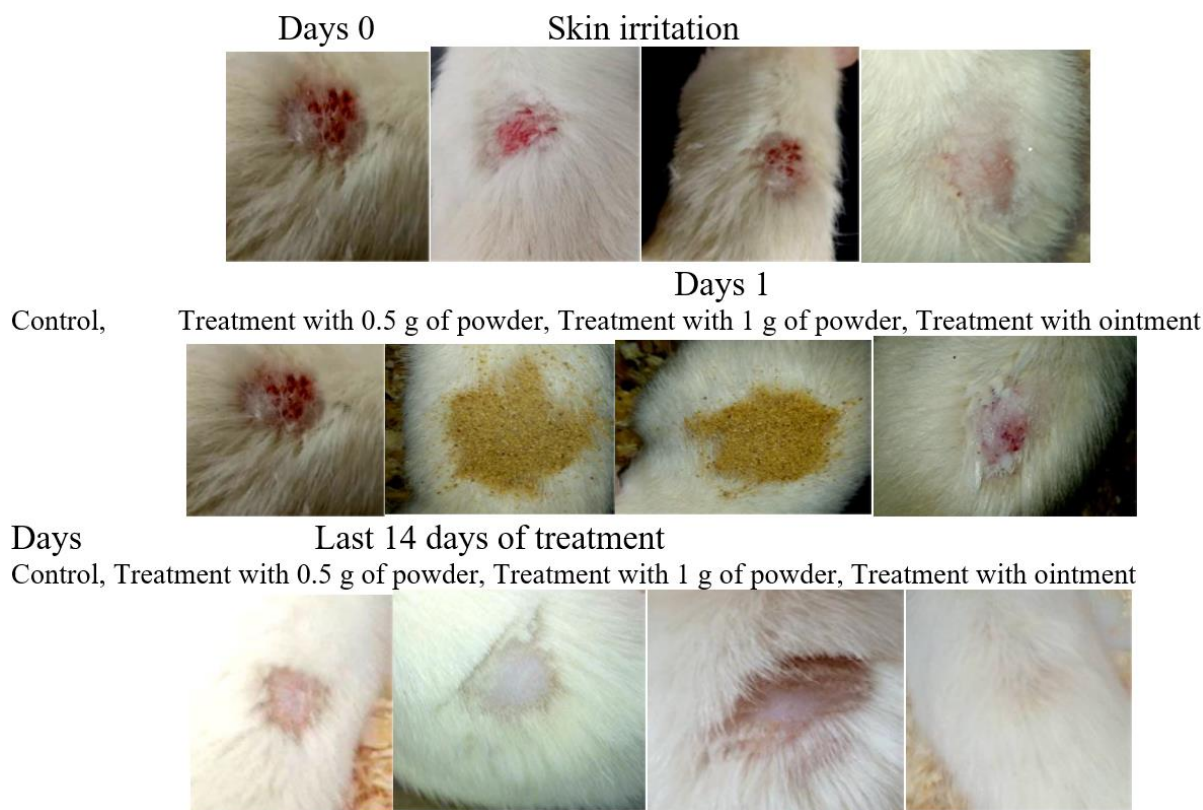 Days 0 Skin irritation
Days 1
Control, Treatment with 0.5 g of powder, Treatment with 1 g of powder, Treatment with ointment
Days Last 14 days of treatment
Control, Treatment with 0.5 g of powder, Treatment with 1 g of powder, Treatment with ointment